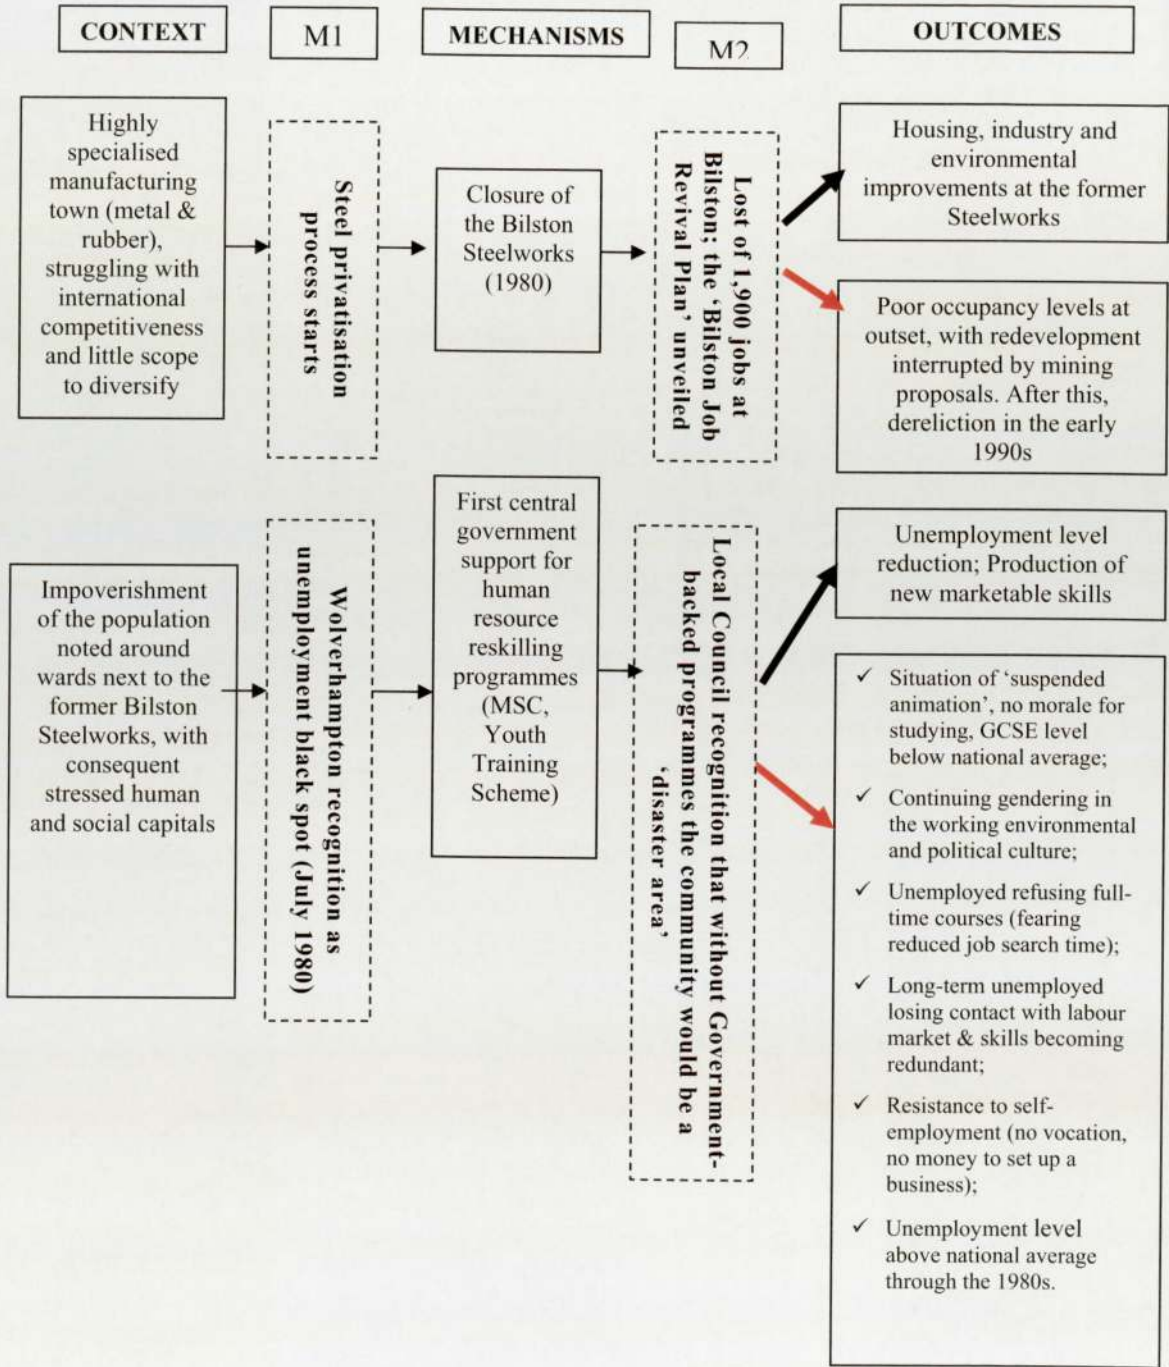 CONTEXT
M1
MECHANISMS
M2
OUTCOMES
Highly
specialised
manufacturing
town (metal &
rubber),
struggling with
international
competitiveness
and little scope
to diversify
Steel privatisation
process starts
Closure of
the Bilston
Steelworks
(1980)
Lost of 1,900 jobs at
Bilston; the ‘Bilston Job
Revival Plan’ unveiled
Housing, industry and
environmental
improvements at the former
Steelworks
Poor occupancy levels at
outset, with redevelopment
interrupted by mining
proposals. After this,
dereliction in the early
1990s
Impoverishment
of the population
noted around
wards next to the
former Bilston
Steelworks, with
consequent
stressed human
and social capitals
Wolverhampton recognition as
unemployment black spot (July 1980)
First central
government
support for
human
resource
reskilling
programmes
(MSC,
Youth
Training
Scheme)
Local Council recognition that without Government-
backed programmes the community would be a
‘disaster area’
Unemployment level
reduction; Production of
new marketable skills
✓ Situation of ‘suspended
animation’, no morale for
studying, GCSE level
below national average;
✓ Continuing gendering in
the working environmental
and political culture;
✓ Unemployed refusing full-
time courses (fearing
reduced job search time);
✓ Long-term unemployed
losing contact with labour
market & skills becoming
redundant;
✓ Resistance to self-
employment (no vocation,
no money to set up a
business);
✓ Unemployment level
above national average
through the 1980s.